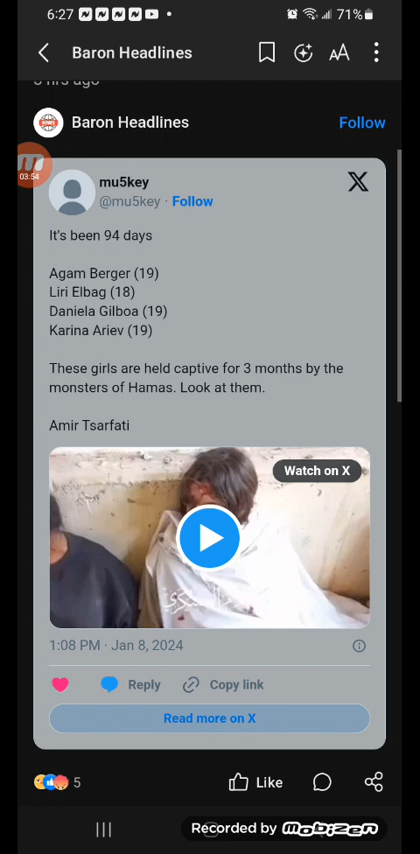 6:27
71%
Baron Headlines
AA
Baron Headlines
Follow
03:54
mu5key
@mu5key · Follow
It's been 94 days
Agam Berger (19)
Liri Elbag (18)
Daniela Gilboa (19)
Karina Ariev (19)
These girls are held captive for 3 months by the
monsters of Hamas. Look at them.
Amir Tsarfati
Watch on X
1:08 PM · Jan 8, 2024
Reply
Copy link
Read more on X
5
Like
Recorded by mobizen